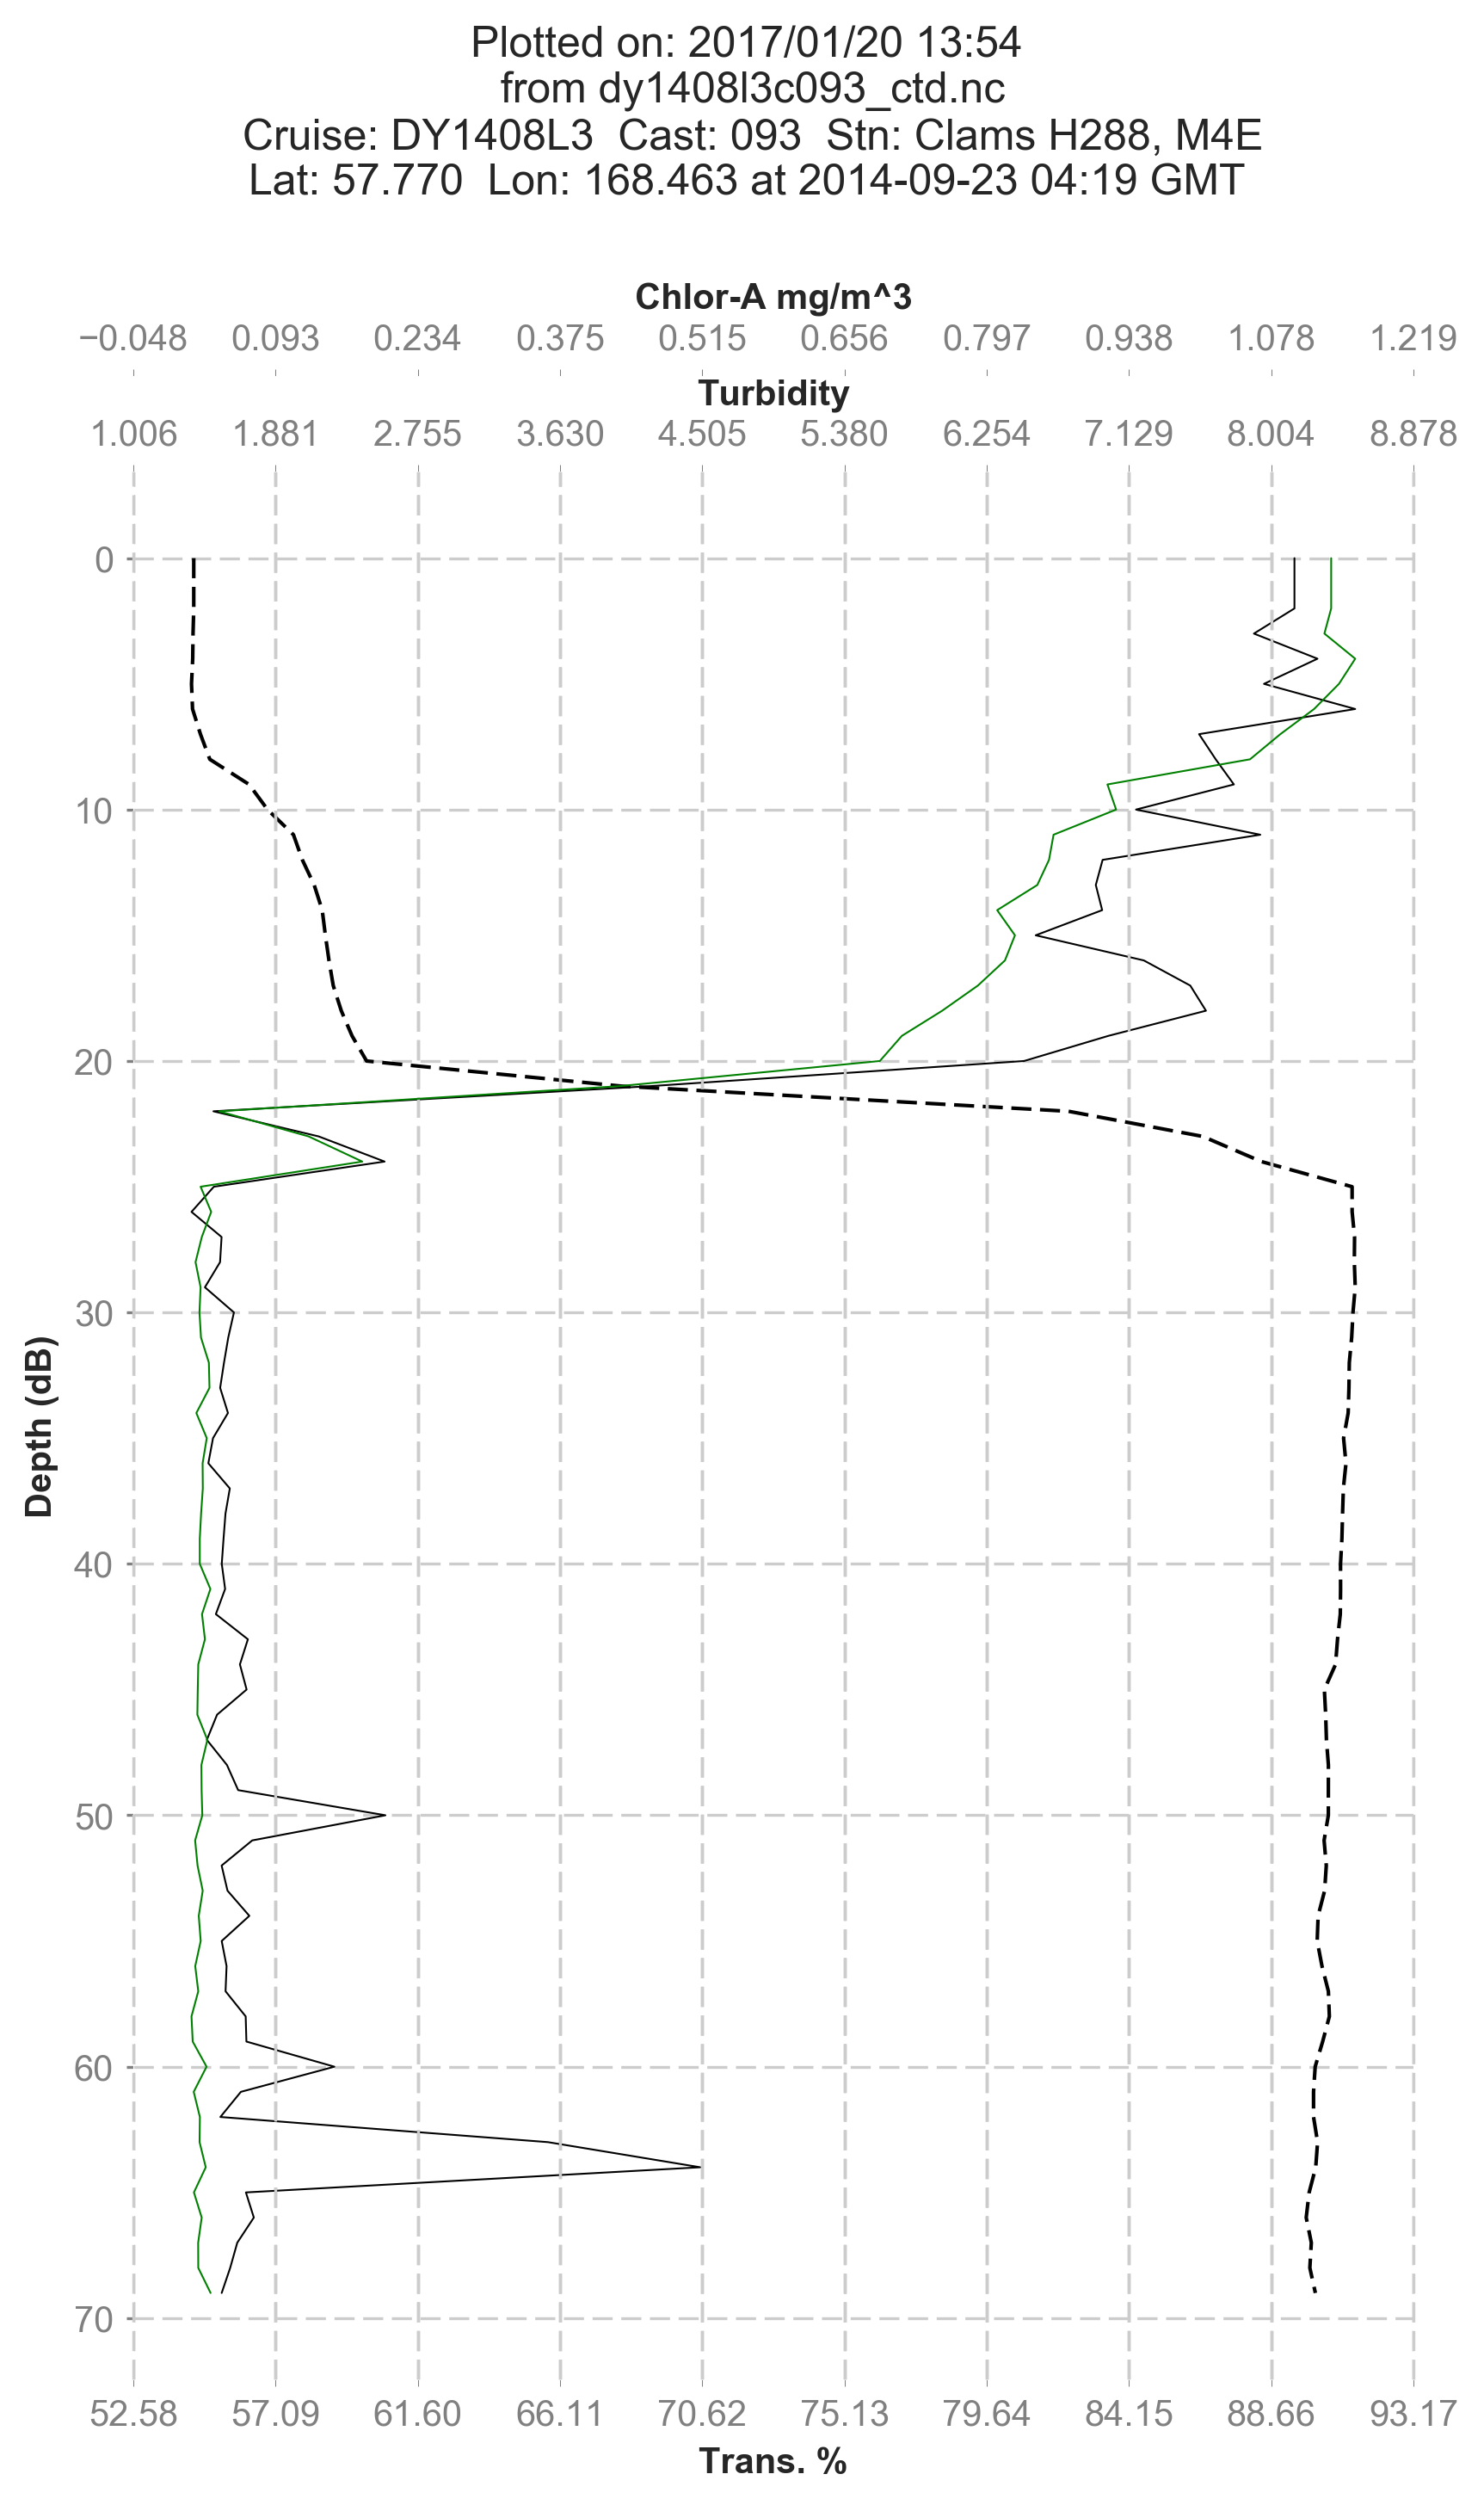 Plotted on: 2017/01/20 13:54
from dy1408l3c093_ctd.nc
Cruise: DY1408L3  Cast: 093  Stn: Clams H288, M4E
Lat: 57.770  Lon: 168.463 at 2014-09-23 04:19 GMT
Chlor-A mg/m^3
−0.048 0.093 0.234 0.375 0.515 0.656 0.797 0.938 1.078 1.219
Turbidity
1.006 1.881 2.755 3.630 4.505 5.380 6.254 7.129 8.004 8.878
0
10
20
30
Depth (dB)
40
50
60
70
52.58 57.09 61.60 66.11 70.62 75.13 79.64 84.15 88.66 93.17
Trans. %